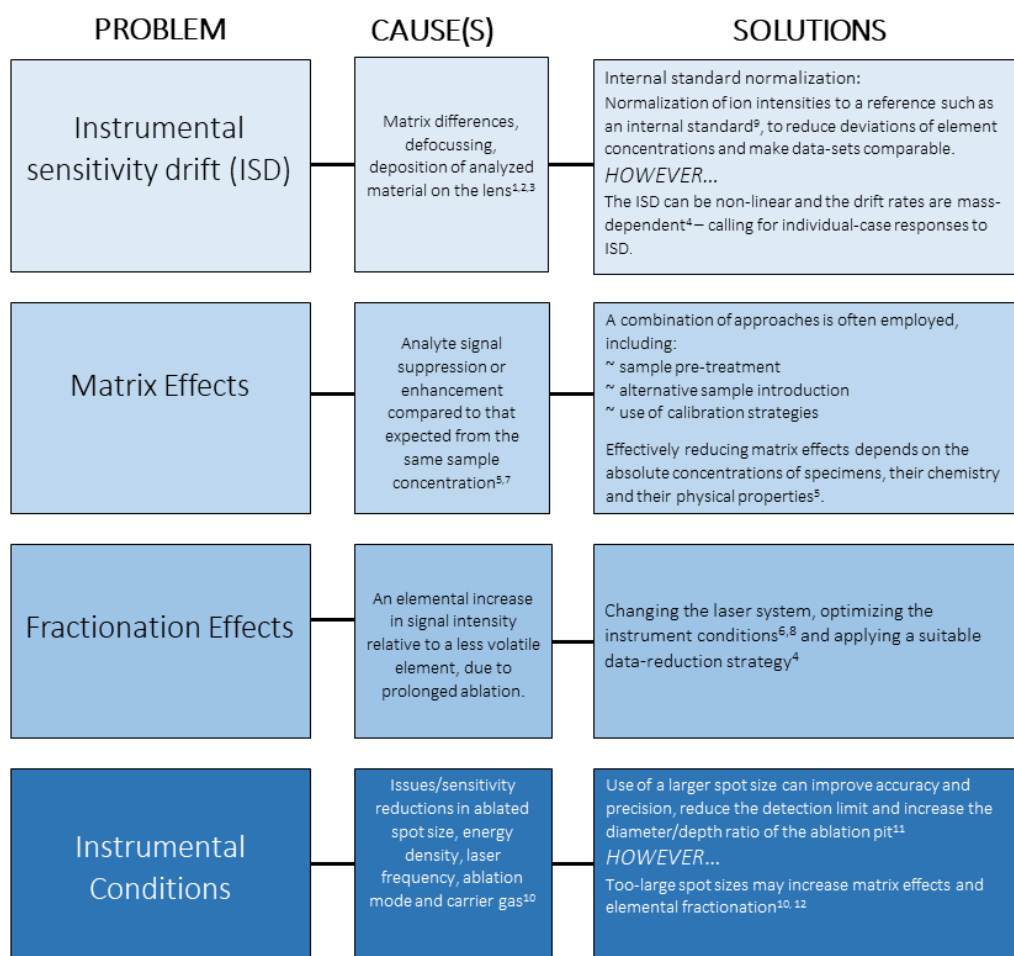 PROBLEM
CAUSE(S)
SOLUTIONS
Instrumental
sensitivity drift (ISD)
Matrix differences,
defocussing,
deposition of analyzed
material on the lens¹,²,³
Internal standard normalization:
Normalization of ion intensities to a reference such as
an internal standard⁹, to reduce deviations of element
concentrations and make data-sets comparable.
HOWEVER…
The ISD can be non-linear and the drift rates are mass-
dependent⁴ – calling for individual-case responses to
ISD.
Matrix Effects
Analyte signal
suppression or
enhancement
compared to that
expected from the
same sample
concentration⁵,⁷
A combination of approaches is often employed,
including:
~ sample pre-treatment
~ alternative sample introduction
~ use of calibration strategies
Effectively reducing matrix effects depends on the
absolute concentrations of specimens, their chemistry
and their physical properties⁵.
Fractionation Effects
An elemental increase
in signal intensity
relative to a less volatile
element, due to
prolonged ablation.
Changing the laser system, optimizing the
instrument conditions⁶,⁸ and applying a suitable
data-reduction strategy⁴
Instrumental
Conditions
Issues/sensitivity
reductions in ablated
spot size, energy
density, laser
frequency, ablation
mode and carrier gas¹⁰
Use of a larger spot size can improve accuracy and
precision, reduce the detection limit and increase the
diameter/depth ratio of the ablation pit¹¹
HOWEVER…
Too-large spot sizes may increase matrix effects and
elemental fractionation¹⁰, ¹²